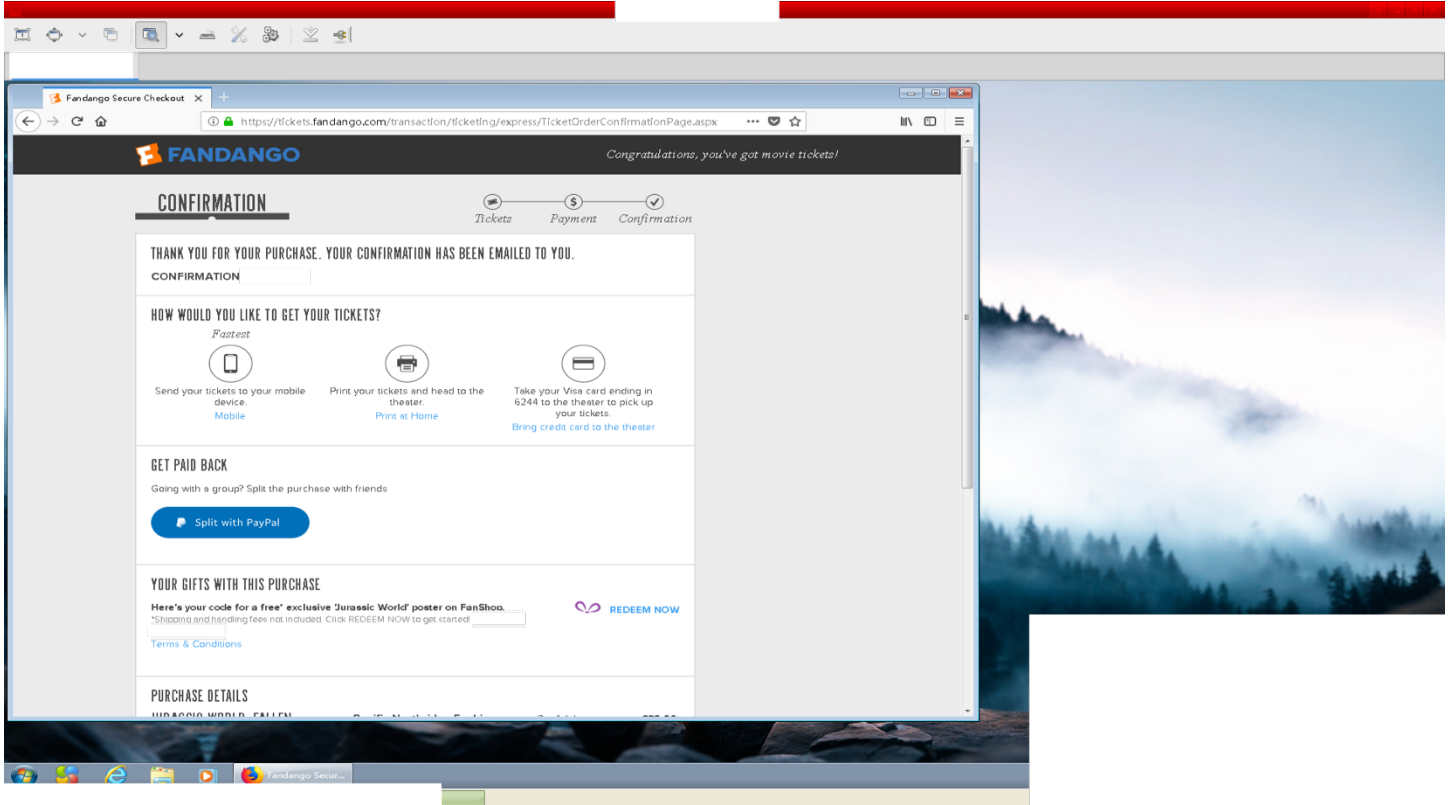 Fandango Secure Checkout
https://tickets.fandango.com/transaction/ticketing/express/TicketOrderConfirmationPage.aspx
FANDANGO
Congratulations, you've got movie tickets!
CONFIRMATION
Tickets Payment Confirmation
THANK YOU FOR YOUR PURCHASE. YOUR CONFIRMATION HAS BEEN EMAILED TO YOU.
CONFIRMATION
HOW WOULD YOU LIKE TO GET YOUR TICKETS?
Fastest
Send your tickets to your mobile
device.
Mobile
Print your tickets and head to the
theater.
Print at Home
Take your Visa card ending in
6244 to the theater to pick up
your tickets.
Bring credit card to the theater
GET PAID BACK
Going with a group? Split the purchase with friends
Split with PayPal
YOUR GIFTS WITH THIS PURCHASE
Here's your code for a free* exclusive 'Jurassic World' poster on FanShop.
*Shipping and handling fees not included. Click REDEEM NOW to get started!
REDEEM NOW
Terms & Conditions
PURCHASE DETAILS
JURASSIC WORLD: FALLEN
Fandango Secur...